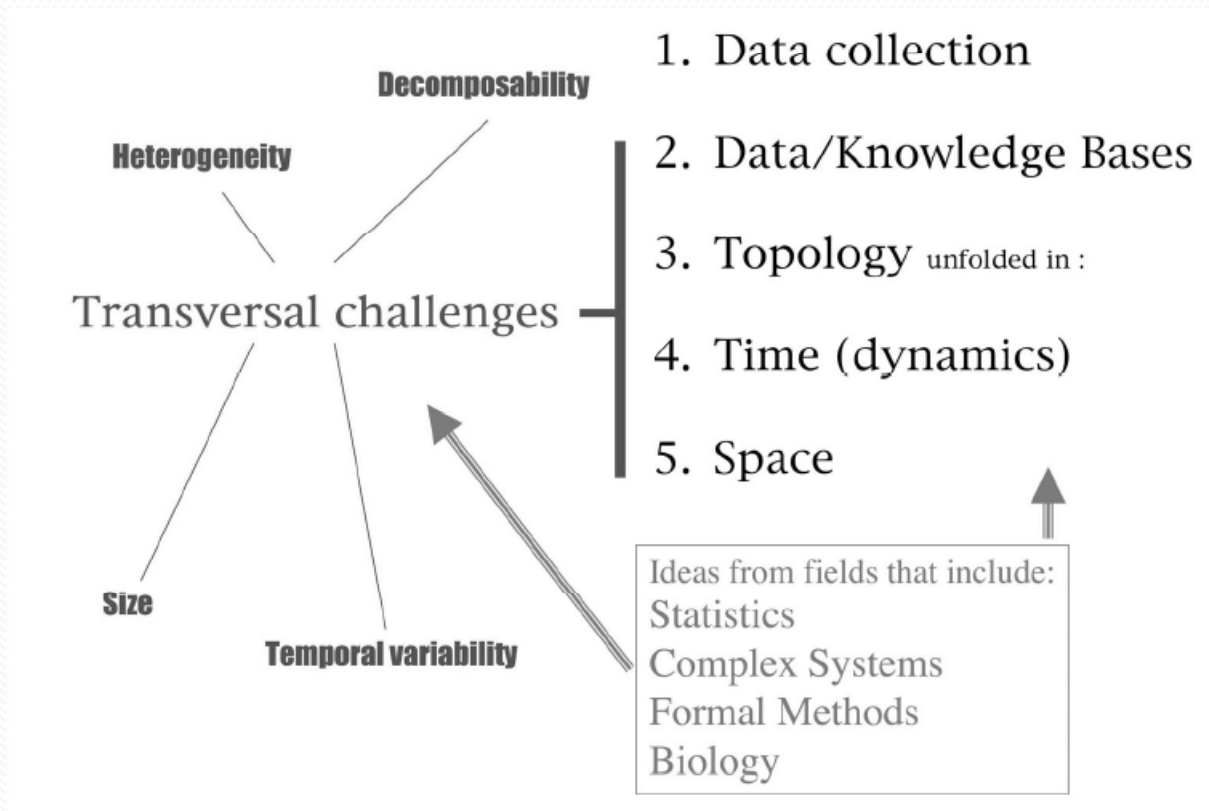 Decomposability
Heterogeneity
Transversal challenges
Size
Temporal variability
1. Data collection
2. Data/Knowledge Bases
3. Topology unfolded in :
4. Time (dynamics)
5. Space
Ideas from fields that include:
Statistics
Complex Systems
Formal Methods
Biology